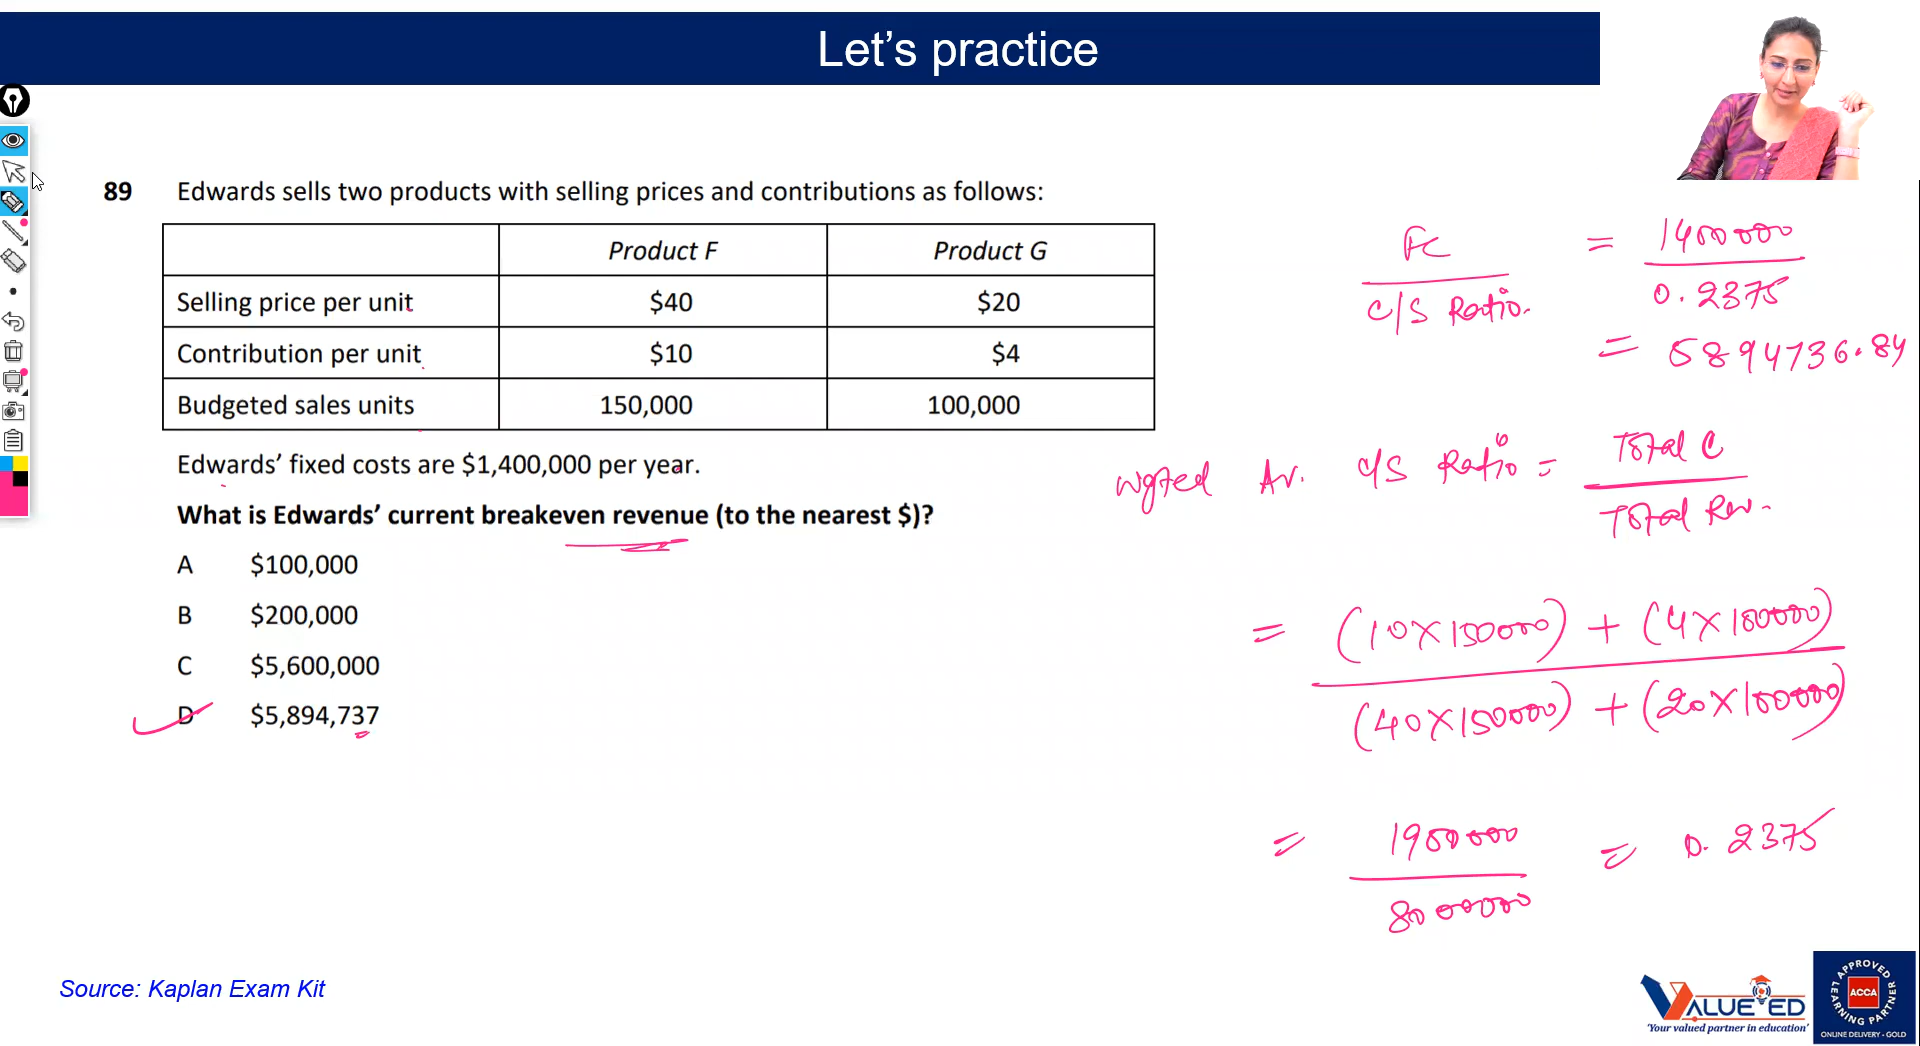 Let's practice
89 Edwards sells two products with selling prices and contributions as follows:
Product F Product G
Selling price per unit $40 $20
Contribution per unit $10 $4
Budgeted sales units 150,000 100,000
Edwards' fixed costs are $1,400,000 per year.
What is Edwards' current breakeven revenue (to the nearest $)?
A $100,000
B $200,000
C $5,600,000
D $5,894,737
FC
C/S Ratio.
= 1400000
0.2375
= 5894736.84
wgted Av. C/S Ratio = Total C
Total Rev.
= (10×150000) + (4×100000)
(40×150000) + (20×100000)
= 1900000
8000000
= 0.2375
Source: Kaplan Exam Kit
VALUE ED
'Your valued partner in education'
APPROVED
LEARNING PARTNER
ACCA
ONLINE DELIVERY - GOLD